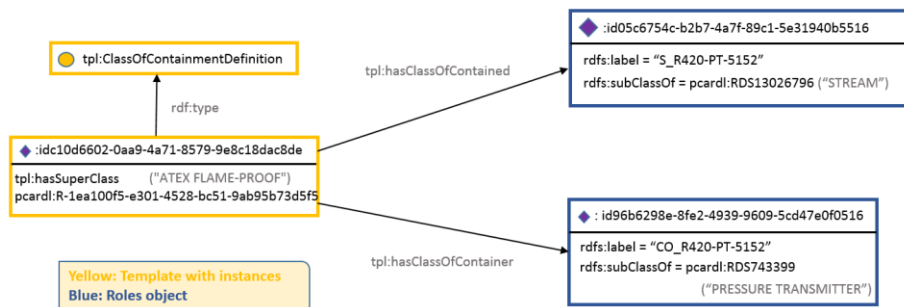 :id05c6754c-b2b7-4a7f-89c1-5e31940b5516
rdfs:label = “S_R420-PT-5152”
rdfs:subClassOf = pcardl:RDS13026796 (“STREAM”)
tpl:ClassOfContainmentDefinition
tpl:hasClassOfContained
rdf:type
:idc10d6602-0aa9-4a71-8579-9e8c18dac8de
tpl:hasSuperClass (“ATEX FLAME-PROOF”)
pcardl:R-1ea100f5-e301-4528-bc51-9ab95b73d5f5
tpl:hasClassOfContainer
: id96b6298e-8fe2-4939-9609-5cd47e0f0516
rdfs:label = “CO_R420-PT-5152”
rdfs:subClassOf = pcardl:RDS743399
(“PRESSURE TRANSMITTER”)
Yellow: Template with instances
Blue: Roles object